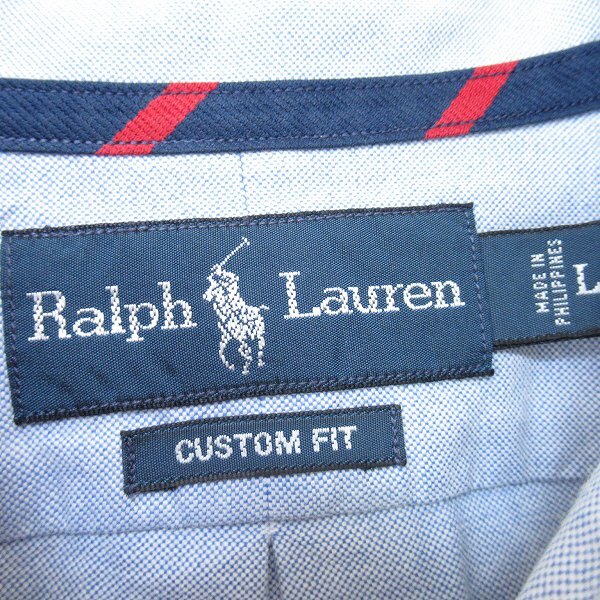 Ralph Lauren
MADE IN
PHILIPPINES
L
CUSTOM FIT